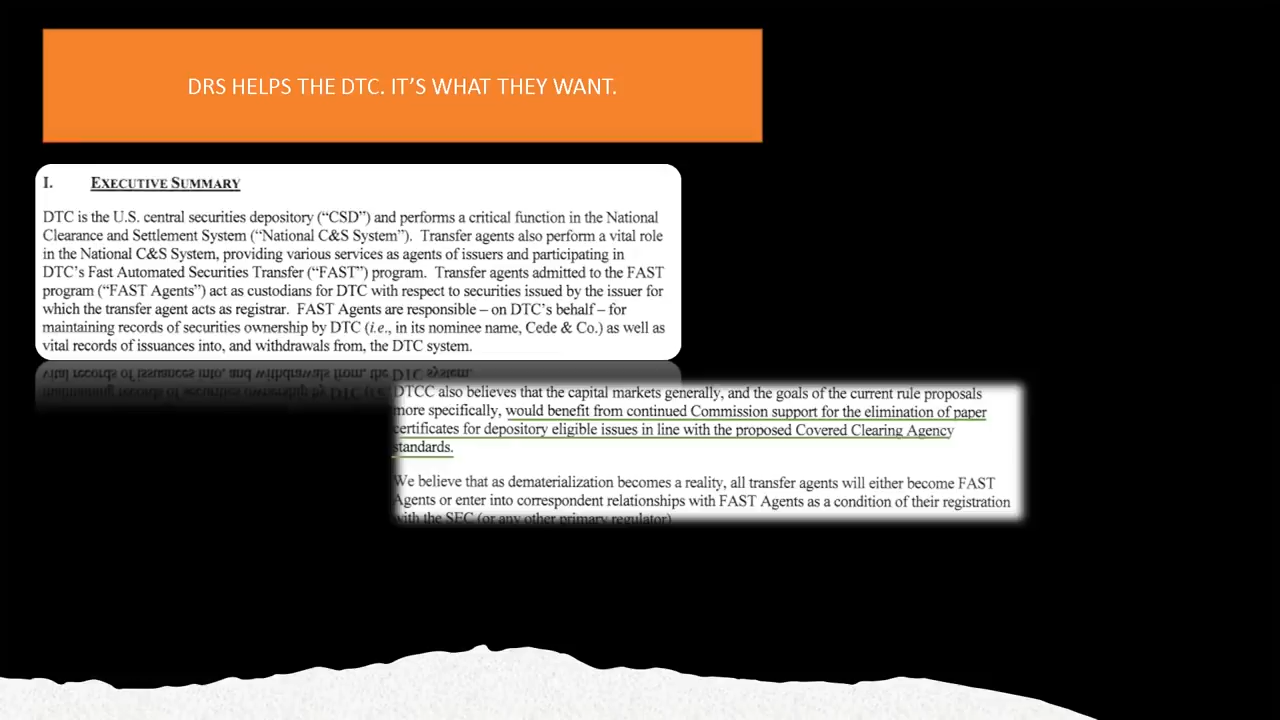 DRS HELPS THE DTC. IT'S WHAT THEY WANT.
I. EXECUTIVE SUMMARY
DTC is the U.S. central securities depository (“CSD”) and performs a critical function in the National
Clearance and Settlement System (“National C&S System”). Transfer agents also perform a vital role
in the National C&S System, providing various services as agents of issuers and participating in
DTC’s Fast Automated Securities Transfer (“FAST”) program. Transfer agents admitted to the FAST
program (“FAST Agents”) act as custodians for DTC with respect to securities issued by the issuer for
which the transfer agent acts as registrar. FAST Agents are responsible – on DTC’s behalf – for
maintaining records of securities ownership by DTC (i.e., in its nominee name, Cede & Co.) as well as
vital records of issuances into, and withdrawals from, the DTC system.
DTCC also believes that the capital markets generally, and the goals of the current rule proposals
more specifically, would benefit from continued Commission support for the elimination of paper
certificates for depository eligible issues in line with the proposed Covered Clearing Agency
standards.
We believe that as dematerialization becomes a reality, all transfer agents will either become FAST
Agents or enter into correspondent relationships with FAST Agents as a condition of their registration
with the SEC (or any other primary regulator)